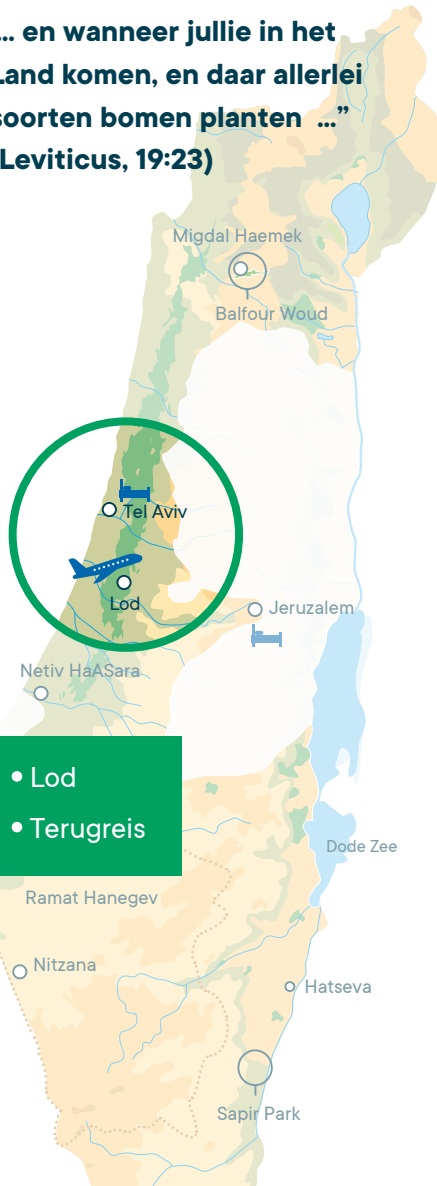 … en wanneer jullie in het
Land komen, en daar allerlei
soorten bomen planten …”
(Leviticus, 19:23)
Migdal Haemek
Balfour Woud
Tel Aviv
Lod
Jeruzalem
Netiv HaASara
• Lod
• Terugreis
Dode Zee
Ramat Hanegev
Nitzana
Hatseva
Sapir Park